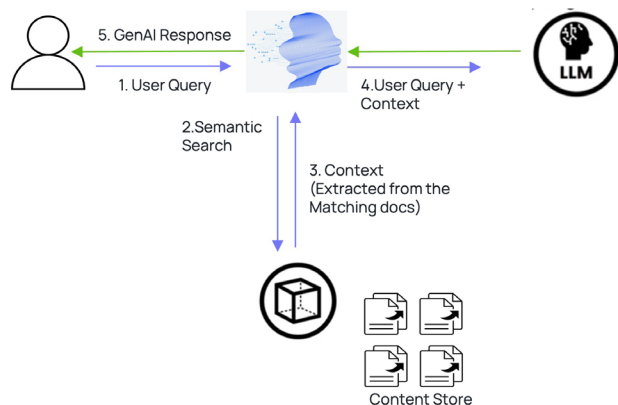 5. GenAI Response
1. User Query
4.User Query +
Context
LLM
2.Semantic
Search
3. Context
(Extracted from the
Matching docs)
Content Store